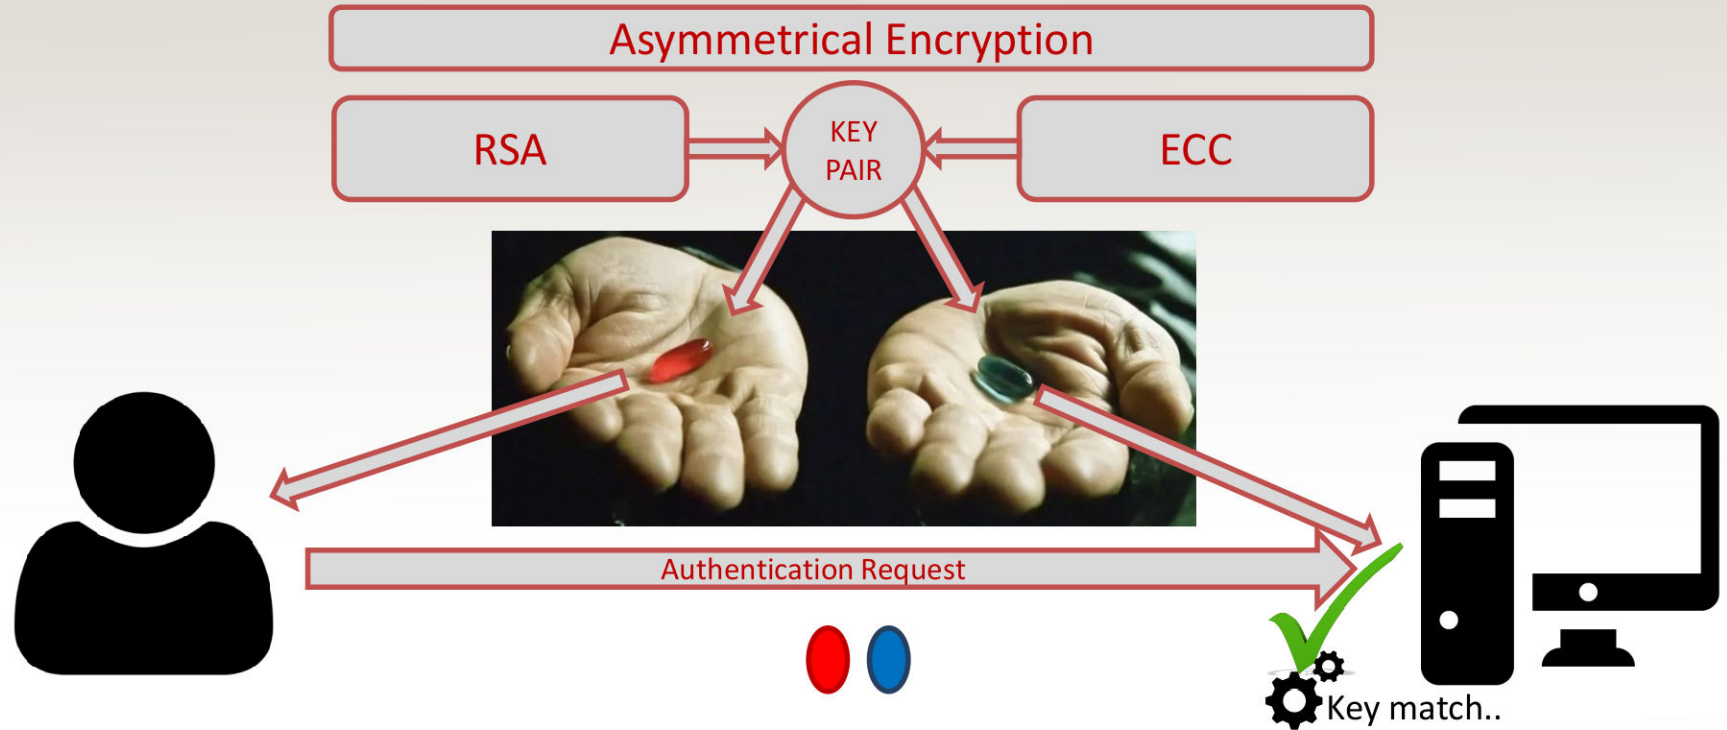 Asymmetrical Encryption
RSA
KEY
PAIR
ECC
Authentication Request
Key match..